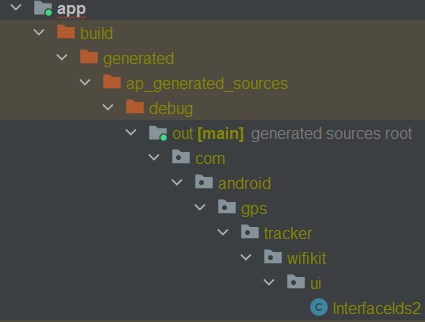 app
build
generated
ap_generated_sources
debug
out [main] generated sources root
com
android
gps
tracker
wifikit
ui
C InterfaceIds2